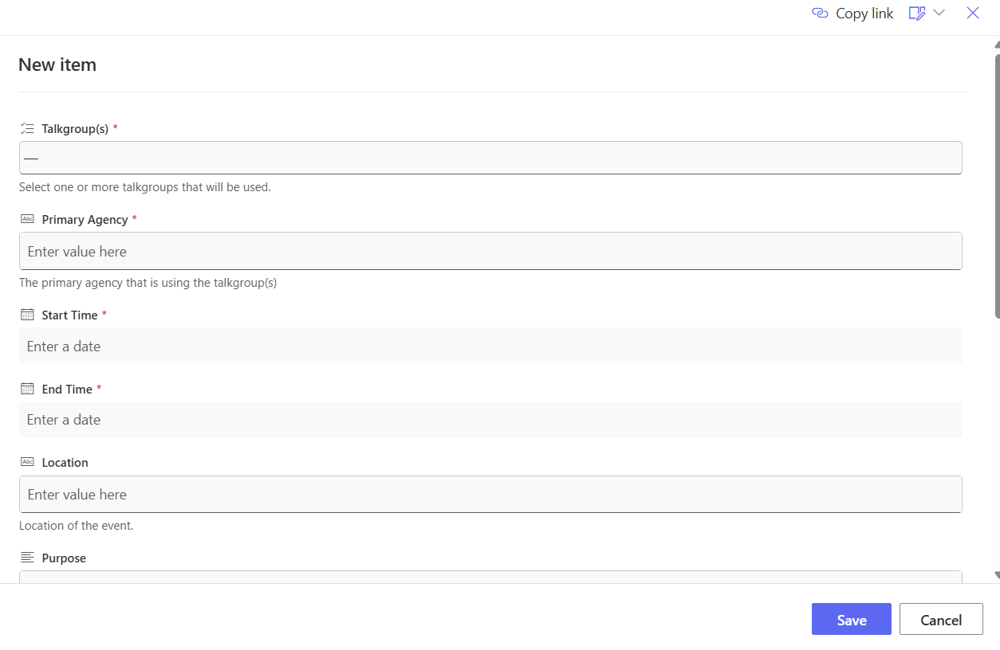 Copy link
New item
Talkgroup(s) *
—
Select one or more talkgroups that will be used.
Abc Primary Agency *
Enter value here
The primary agency that is using the talkgroup(s)
Start Time *
Enter a date
End Time *
Enter a date
Abc Location
Enter value here
Location of the event.
Purpose
Save Cancel